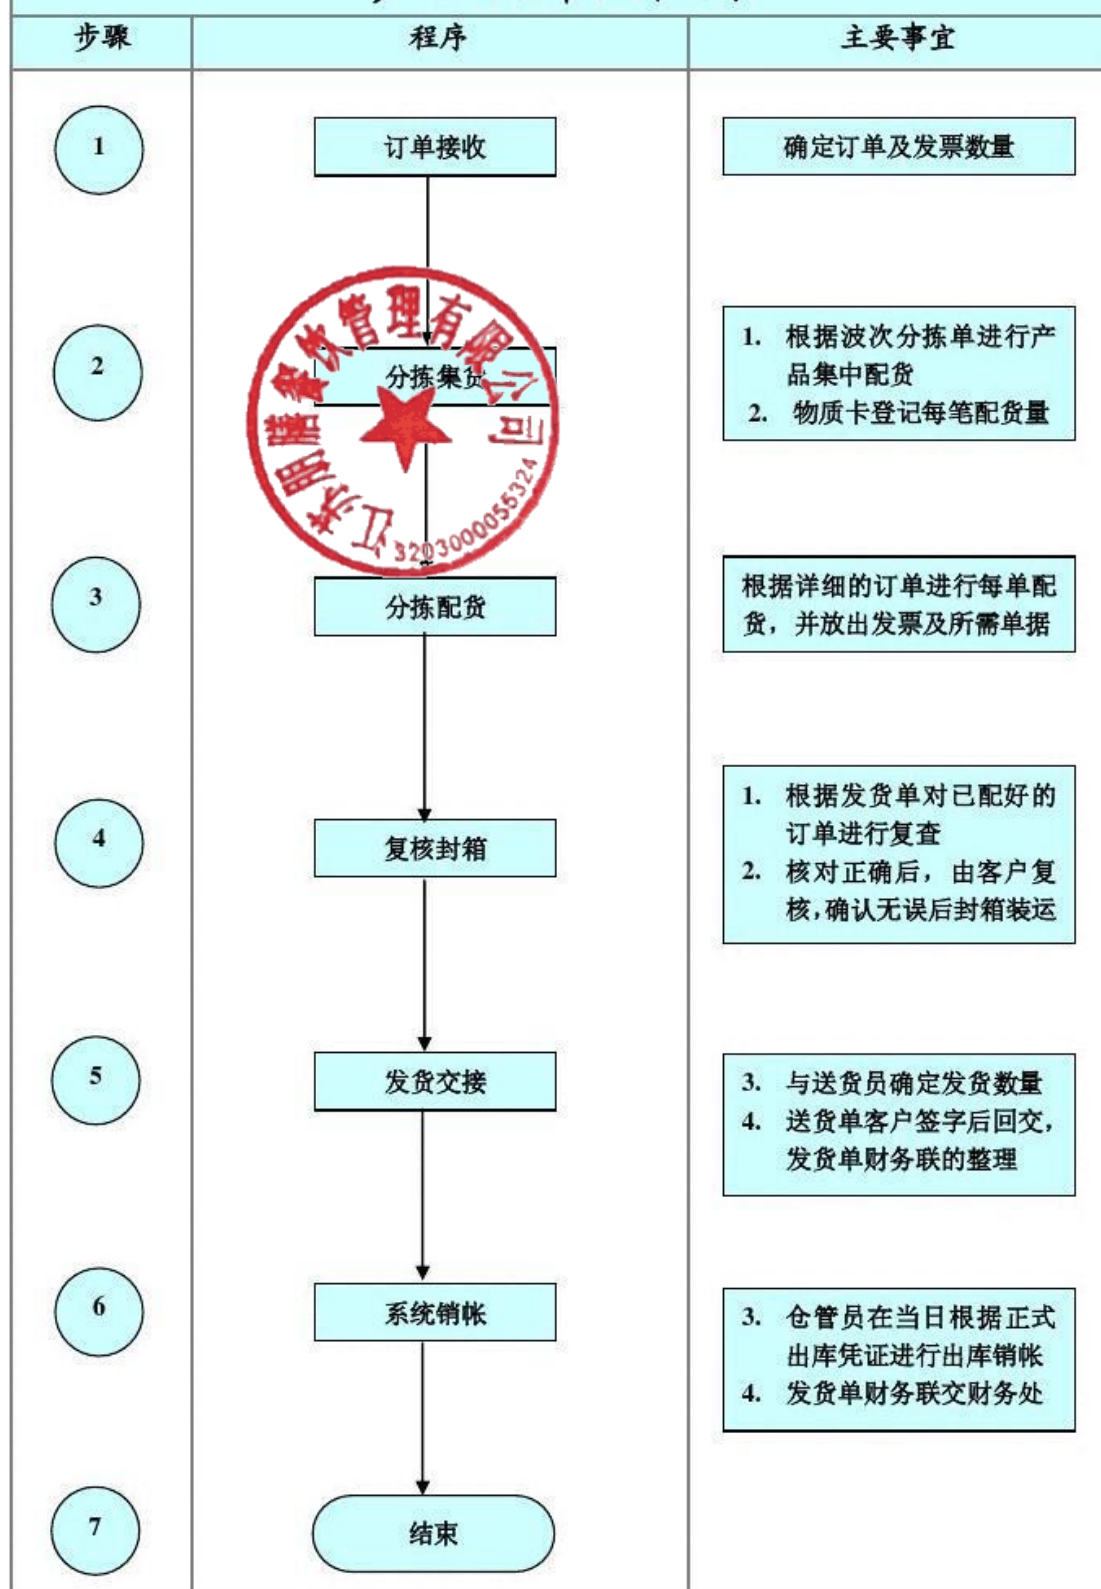 步骤
程序
主要事宜
1
订单接收
确定订单及发票数量
2
分拣集货
1. 根据波次分拣单进行产
品集中配货
2. 物质卡登记每笔配货量
餐饮管理有限公司
3203000055324
3
分拣配货
根据详细的订单进行每单配
货，并放出发票及所需单据
4
复核封箱
1. 根据发货单对已配好的
订单进行复查
2. 核对正确后，由客户复
核,确认无误后封箱装运
5
发货交接
3. 与送货员确定发货数量
4. 送货单客户签字后回交，
发货单财务联的整理
6
系统销帐
3. 仓管员在当日根据正式
出库凭证进行出库销帐
4. 发货单财务联交财务处
7
结束